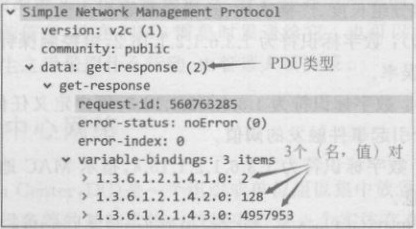 Simple Network Management Protocol
version: v2c (1)
community: public
data: get-response (2)
PDU类型
get-response
request-id: 560763285
error-status: noError (0)
error-index: 0
variable-bindings: 3 items
3个（名，值）对
1.3.6.1.2.1.4.1.0: 2
1.3.6.1.2.1.4.2.0: 128
1.3.6.1.2.1.4.3.0: 4957953